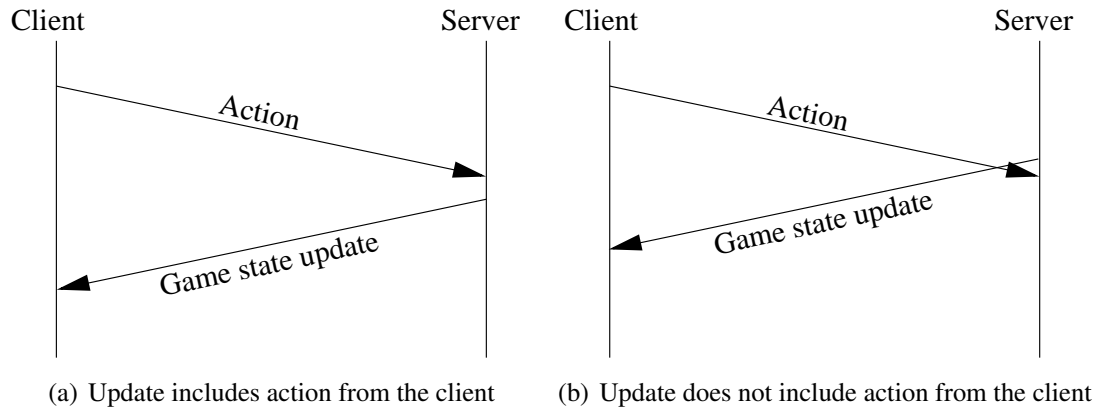 Client
Server
Action
Game state update
(a) Update includes action from the client
Client
Server
Action
Game state update
(b) Update does not include action from the client